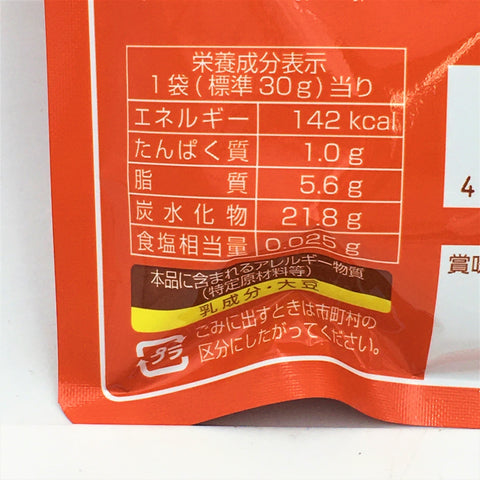 栄養成分表示
1袋(標準30g)当り
エネルギー 142 kcal
たんぱく質 1.0 g
脂質 5.6 g
炭水化物 21.8 g
食塩相当量 0.025 g
本品に含まれるアレルギー物質
(特定原材料等)
乳成分・大豆
ごみに出すときは市町村の
区分にしたがってください。
プラ
4
賞味